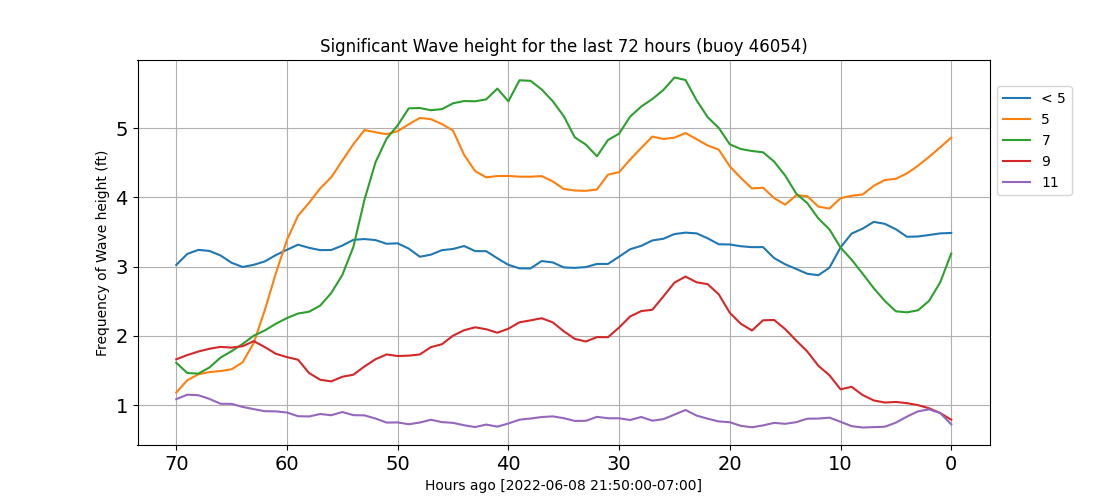 Significant Wave height for the last 72 hours (buoy 46054)
Frequency of Wave height (ft)
5
4
3
2
1
70 60 50 40 30 20 10 0
Hours ago [2022-06-08 21:50:00-07:00]
< 5
5
7
9
11